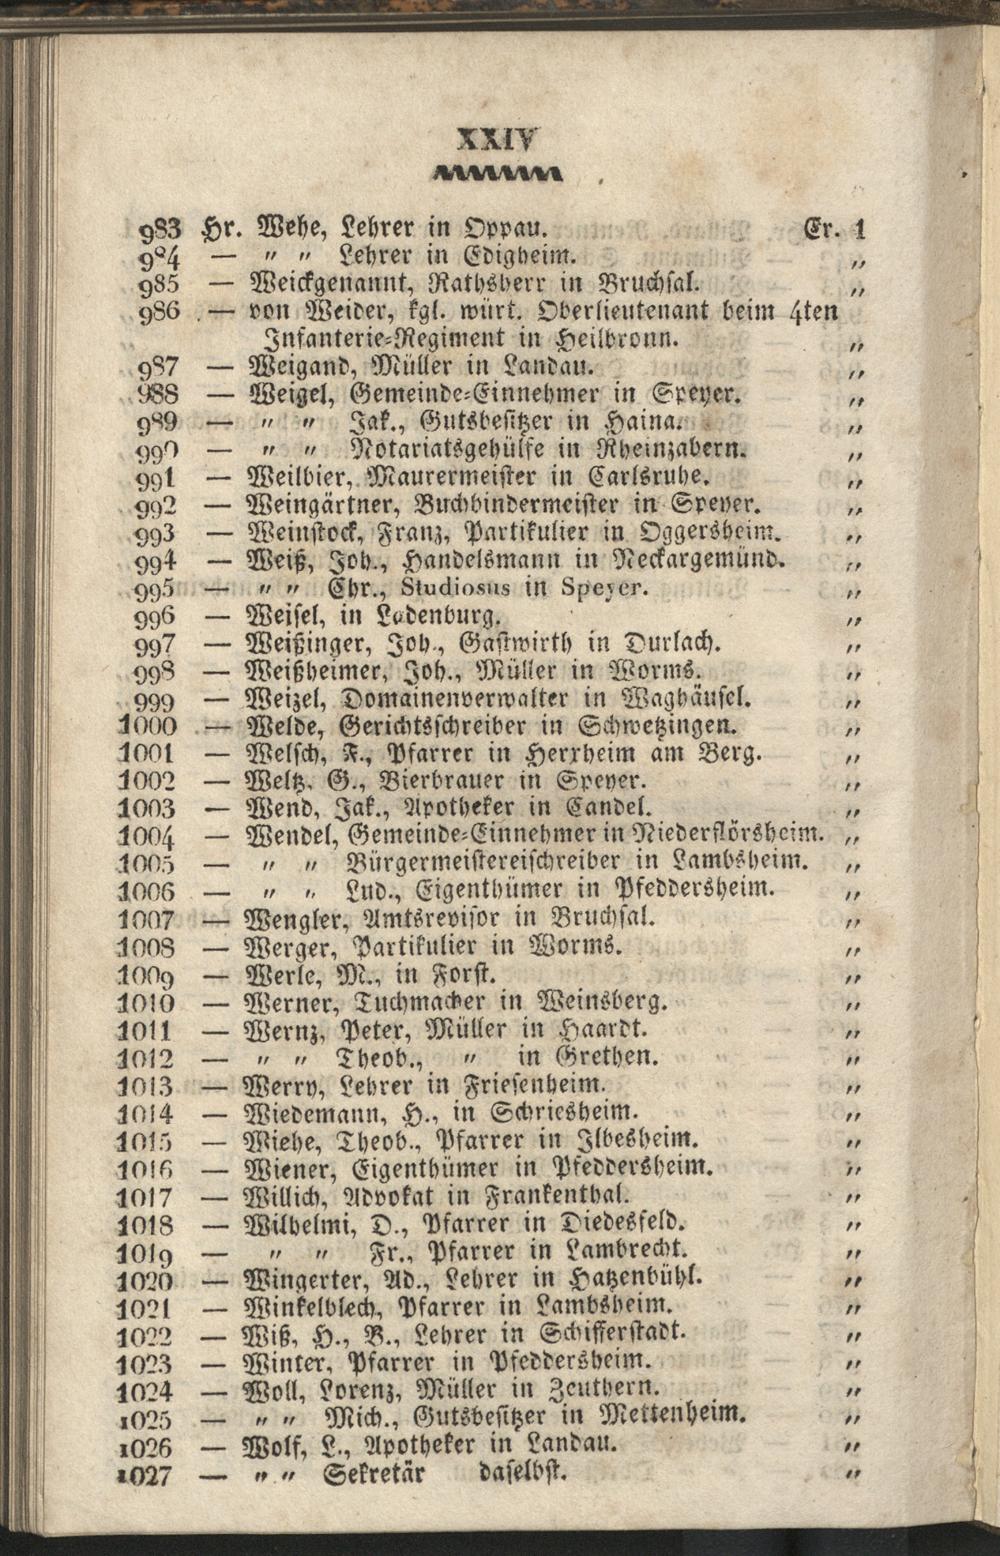 XXIV
983 Hr. Wehe, Lehrer in Oppau. Er. 1
984 — „ „ Lehrer in Edigheim. „
985 — Weickgenannt, Rathsherr in Bruchsal. „
986 — von Weider, kgl. würt. Oberlieutenant beim 4ten
Infanterie-Regiment in Heilbronn. „
987 — Weigand, Müller in Landau. „
988 — Weigel, Gemeinde-Einnehmer in Speyer. „
989 — „ „ Jak., Gutsbesitzer in Haina. „
990 — „ „ Notariatsgehülfe in Rheinzabern. „
991 — Weilbier, Maurermeister in Carlsruhe. „
992 — Weingärtner, Buchbindermeister in Speyer. „
993 — Weinstock, Franz, Partikulier in Oggersheim. „
994 — Weiß, Joh., Handelsmann in Neckargemünd. „
995 — „ „ Chr., Studiosus in Speyer. „
996 — Weisel, in Ladenburg. „
997 — Weißinger, Joh., Gastwirth in Durlach. „
998 — Weißheimer, Joh., Müller in Worms. „
999 — Weizel, Domainenverwalter in Waghäusel. „
1000 — Welde, Gerichtsschreiber in Schwetzingen. „
1001 — Welsch, F., Pfarrer in Herxheim am Berg. „
1002 — Weltz, G., Bierbrauer in Speyer. „
1003 — Wend, Jak., Apotheker in Candel. „
1004 — Wendel, Gemeinde-Einnehmer in Niederflörsheim. „
1005 — „ „ Bürgermeistereischreiber in Lambsheim. „
1006 — „ „ Lud., Eigenthümer in Pfeddersheim. „
1007 — Wengler, Amtsrevisor in Bruchsal. „
1008 — Werger, Partikulier in Worms. „
1009 — Werle, M., in Forst. „
1010 — Werner, Tuchmacher in Weinsberg. „
1011 — Wernz, Peter, Müller in Haardt. „
1012 — „ „ Theob., „ in Grethen. „
1013 — Werry, Lehrer in Friesenheim. „
1014 — Wiedemann, H., in Schriesheim. „
1015 — Wiehe, Theob., Pfarrer in Ilbesheim. „
1016 — Wiener, Eigenthümer in Pfeddersheim. „
1017 — Willich, Advokat in Frankenthal. „
1018 — Wilhelmi, D., Pfarrer in Diedesfeld. „
1019 — „ „ Fr., Pfarrer in Lambrecht. „
1020 — Wingerter, Ad., Lehrer in Hatzenbühl. „
1021 — Winkelblech, Pfarrer in Lambsheim. „
1022 — Wiß, H., B., Lehrer in Schifferstadt. „
1023 — Winter, Pfarrer in Pfeddersheim. „
1024 — Woll, Lorenz, Müller in Zeuthern. „
1025 — „ „ Mich., Gutsbesitzer in Mettenheim. „
1026 — Wolf, L., Apotheker in Landau. „
1027 — „ „ Sekretär daselbst. „